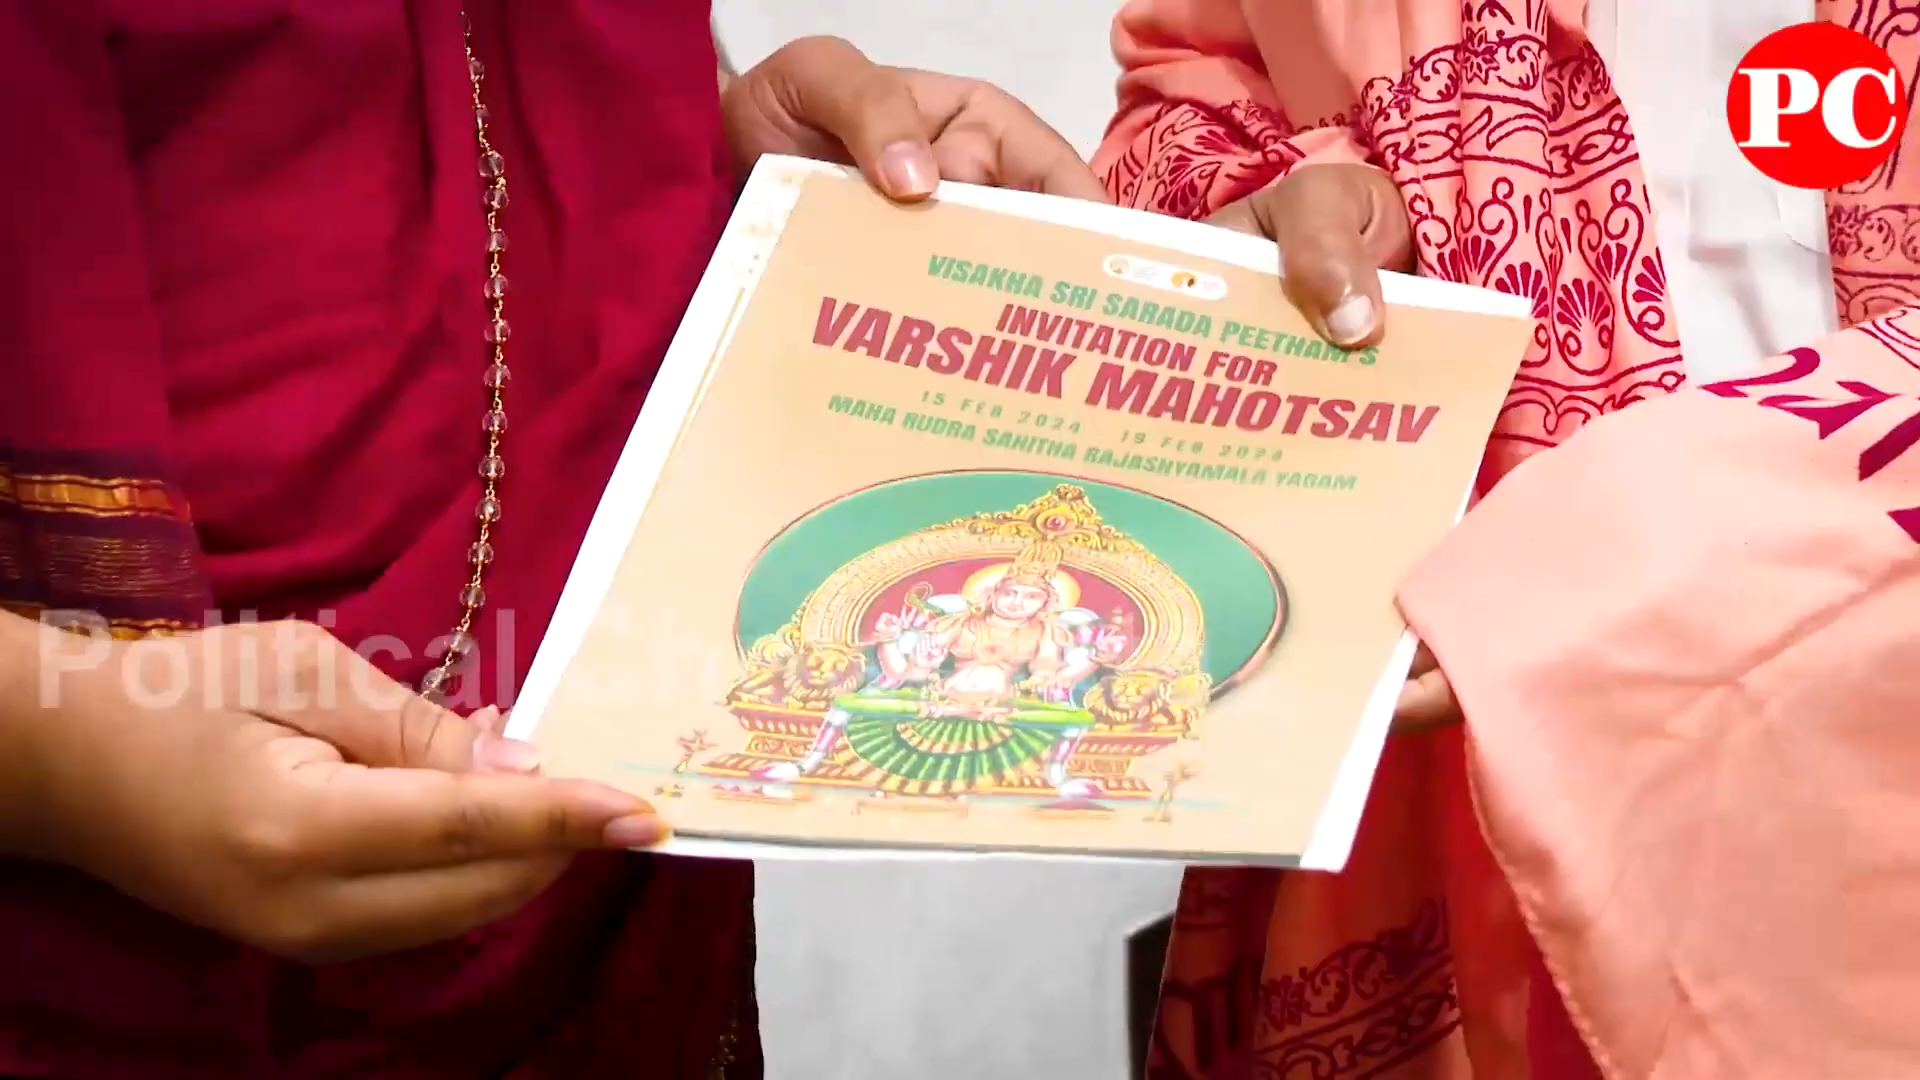 PC
VISAKHA SRI SARADA PEETHAM'S
INVITATION FOR
VARSHIK MAHOTSAV
15 FEB 2024 19 FEB 2024
MAHA RUDRA SAHITHA RAJASHYAMALA YAGAM
Political